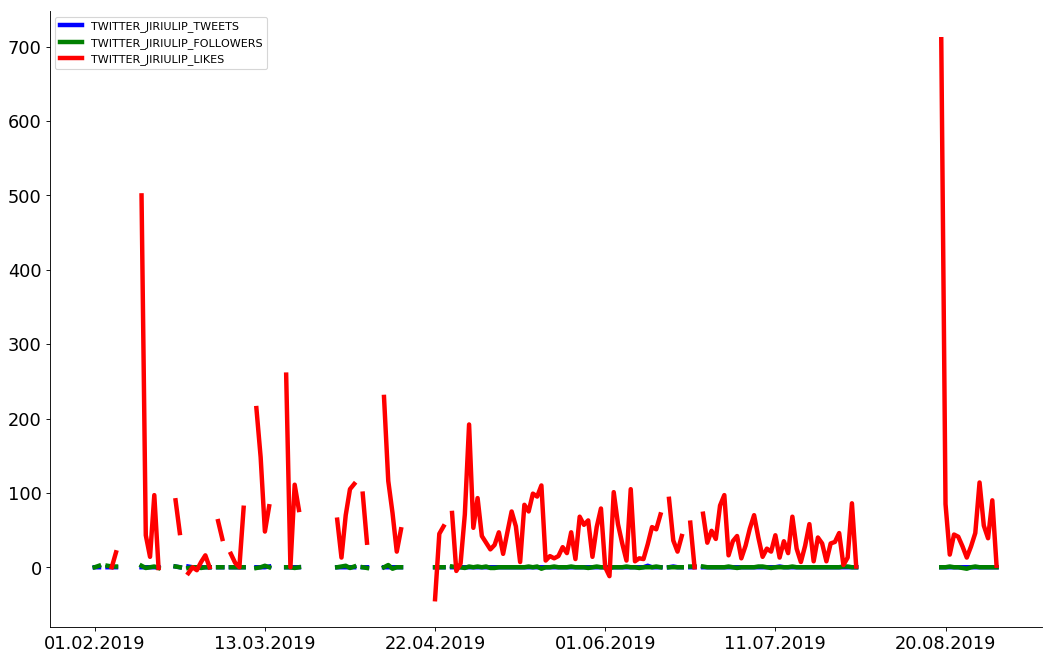 TWITTER_JIRIULIP_TWEETS
TWITTER_JIRIULIP_FOLLOWERS
TWITTER_JIRIULIP_LIKES
700
600
500
400
300
200
100
0
01.02.2019 13.03.2019 22.04.2019 01.06.2019 11.07.2019 20.08.2019